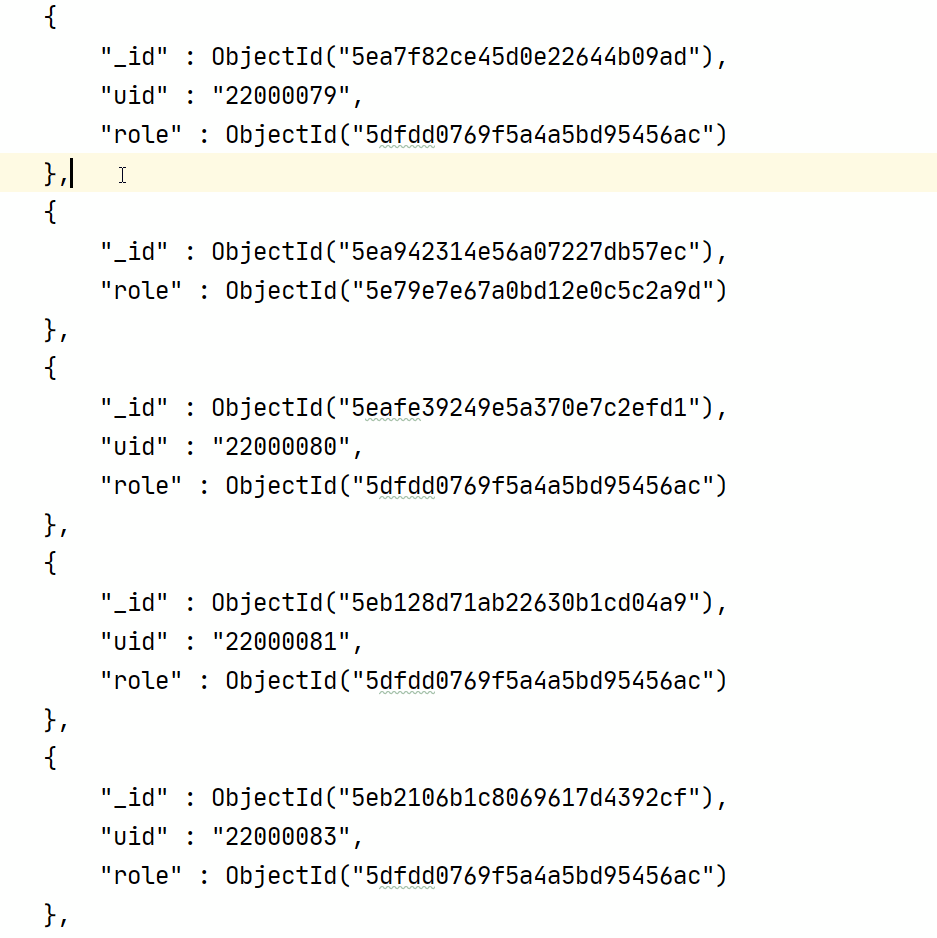 {
    "_id" : ObjectId("5ea7f82ce45d0e22644b09ad"),
    "uid" : "22000079",
    "role" : ObjectId("5dfdd0769f5a4a5bd95456ac")
},
{
    "_id" : ObjectId("5ea942314e56a07227db57ec"),
    "role" : ObjectId("5e79e7e67a0bd12e0c5c2a9d")
},
{
    "_id" : ObjectId("5eafe39249e5a370e7c2efd1"),
    "uid" : "22000080",
    "role" : ObjectId("5dfdd0769f5a4a5bd95456ac")
},
{
    "_id" : ObjectId("5eb128d71ab22630b1cd04a9"),
    "uid" : "22000081",
    "role" : ObjectId("5dfdd0769f5a4a5bd95456ac")
},
{
    "_id" : ObjectId("5eb2106b1c8069617d4392cf"),
    "uid" : "22000083",
    "role" : ObjectId("5dfdd0769f5a4a5bd95456ac")
},